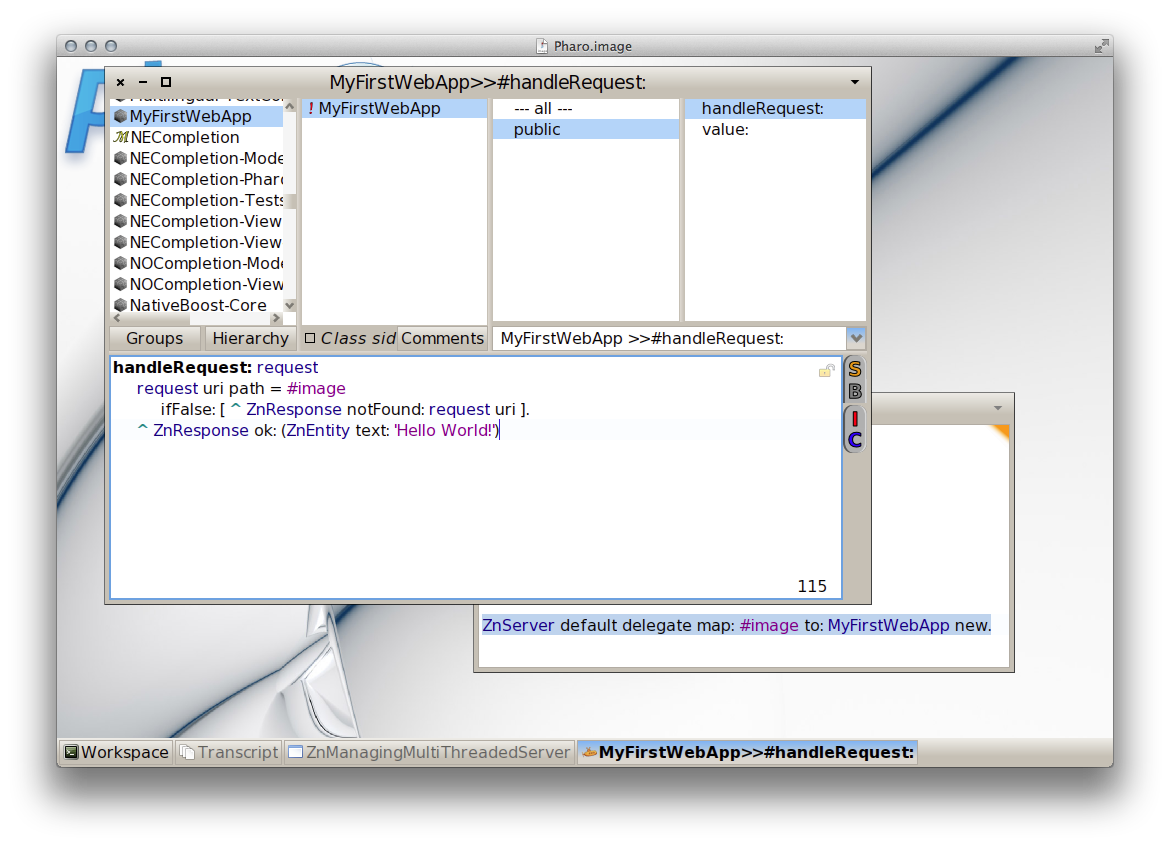 Pharo.image
MyFirstWebApp>>#handleRequest:
MyFirstWebApp
NECompletion
NECompletion-Mode
NECompletion-Pharo
NECompletion-Tests
NECompletion-View
NECompletion-View
NOCompletion-Mode
NOCompletion-View
NativeBoost-Core
! MyFirstWebApp
--- all ---
public
handleRequest:
value:
Groups
Hierarchy
Class sid
Comments
MyFirstWebApp >>#handleRequest:
handleRequest: request
request uri path = #image
ifFalse: [ ^ ZnResponse notFound: request uri ].
^ ZnResponse ok: (ZnEntity text: 'Hello World!')
S
B
I
C
115
ZnServer default delegate map: #image to: MyFirstWebApp new.
Workspace
Transcript
ZnManagingMultiThreadedServer
MyFirstWebApp>>#handleRequest: